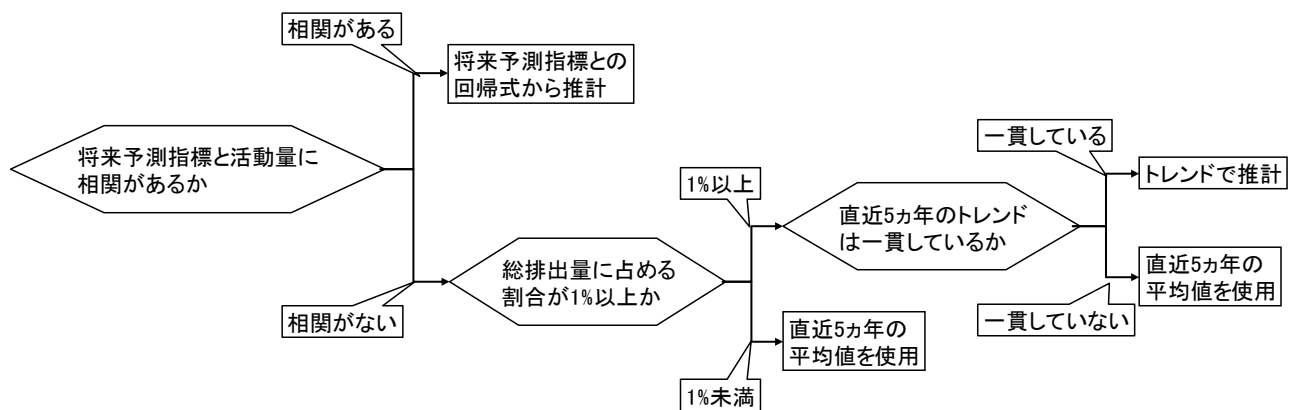 相関がある
将来予測指標との
回帰式から推計
将来予測指標と活動量に
相関があるか
相関がない
総排出量に占める
割合が1%以上か
1%以上
1%未満
直近5ヵ年の
平均値を使用
直近5ヵ年のトレンド
は一貫しているか
一貫している
トレンドで推計
一貫していない
直近5ヵ年の
平均値を使用